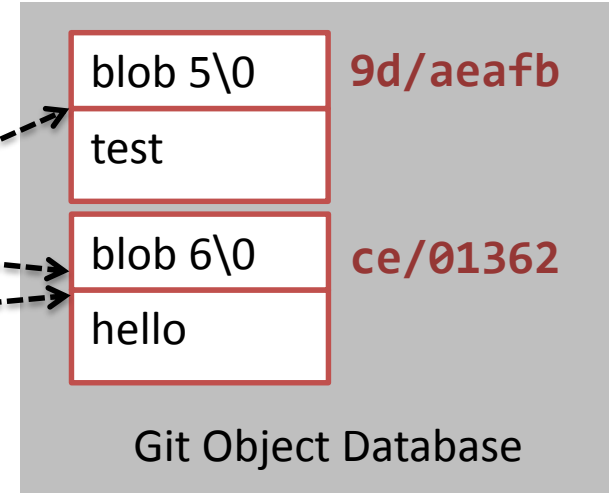 blob 5\0 9d/aeafb
test
blob 6\0 ce/01362
hello
Git Object Database